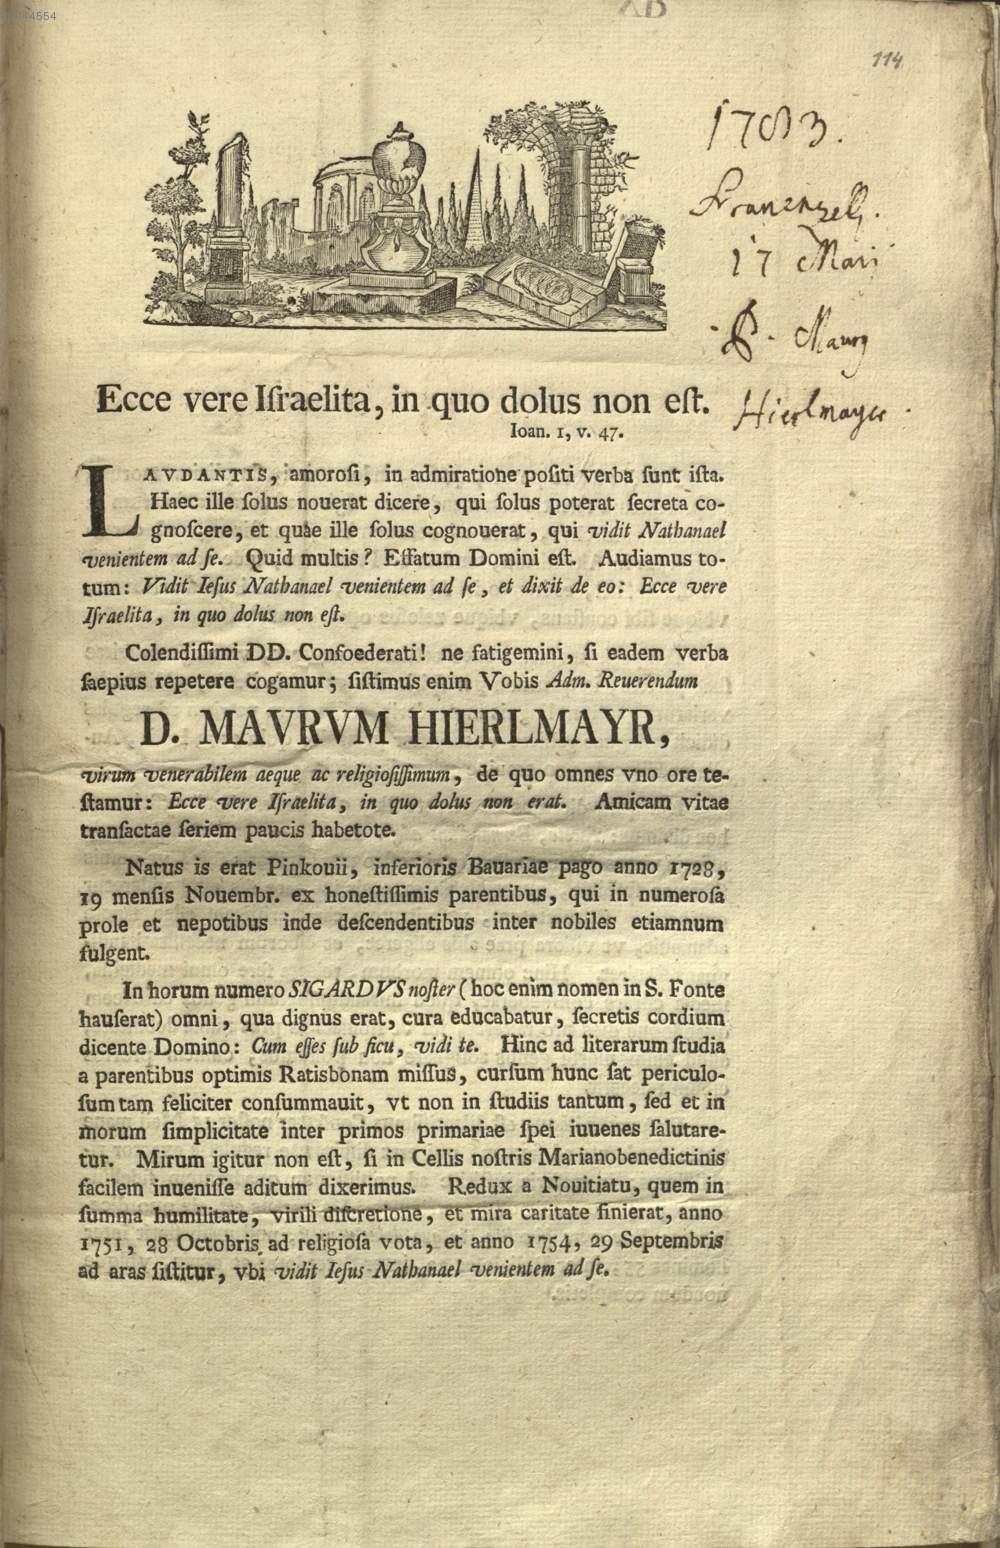 114
1783.
17 Maii
P. Maurg
Hierlmayer.
Ecce vere Iſraelita, in quo dolus non eſt.
Ioan. 1, v. 47.
LAVDANTIS, amoroſi, in admiratione poſiti verba ſunt iſta.
Haec ille ſolus nouerat dicere, qui ſolus poterat ſecreta co-
gnoſcere, et quae ille ſolus cognouerat, qui vidit Nathanael
venientem ad ſe. Quid multis? Effatum Domini eſt. Audiamus to-
tum: Vidit Ieſus Nathanael venientem ad ſe, et dixit de eo: Ecce vere
Iſraelita, in quo dolus non eſt.
Colendiſſimi DD. Confoederati! ne fatigemini, ſi eadem verba
ſaepius repetere cogamur; ſiſtimus enim Vobis Adm. Reuerendum
D. MAVRVM HIERLMAYR,
virum venerabilem aeque ac religioſiſſimum, de quo omnes vno ore te-
ſtamur: Ecce vere Iſraelita, in quo dolus non erat. Amicam vitae
transactae ſeriem paucis habetote.
Natus is erat Pinkouii, inferioris Bauariae pago anno 1728,
19 menſis Nouembr. ex honeſtiſſimis parentibus, qui in numeroſa
prole et nepotibus inde deſcendentibus inter nobiles etiamnum
fulgent.
In horum numero SIGARDVS noſter (hoc enim nomen in S. Fonte
hauſerat) omni, qua dignus erat, cura educabatur, ſecretis cordium
dicente Domino: Cum eſſes ſub ficu, vidi te. Hinc ad literarum ſtudia
a parentibus optimis Ratisbonam miſſus, curſum hunc ſat periculo-
ſum tam feliciter conſummauit, vt non in ſtudiis tantum, ſed et in
morum ſimplicitate inter primos primariae ſpei iuuenes ſalutare-
tur. Mirum igitur non eſt, ſi in Cellis noſtris Marianobenedictinis
facilem inueniſſe aditum dixerimus. Redux a Nouitiatu, quem in
ſumma humilitate, virili diſcretione, et mira caritate finierat, anno
1751, 28 Octobris ad religioſa vota, et anno 1754, 29 Septembris
ad aras ſiſtitur, vbi vidit Ieſus Nathanael venientem ad ſe.